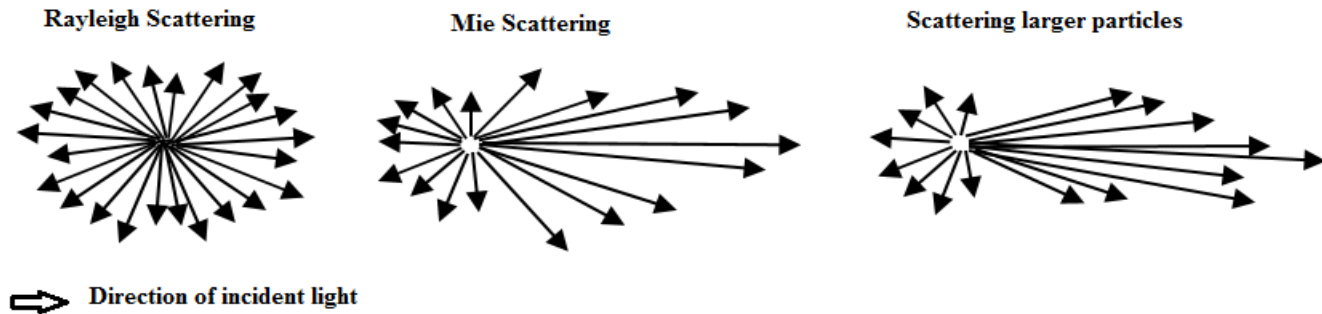 Rayleigh Scattering
Mie Scattering
Scattering larger particles
Direction of incident light